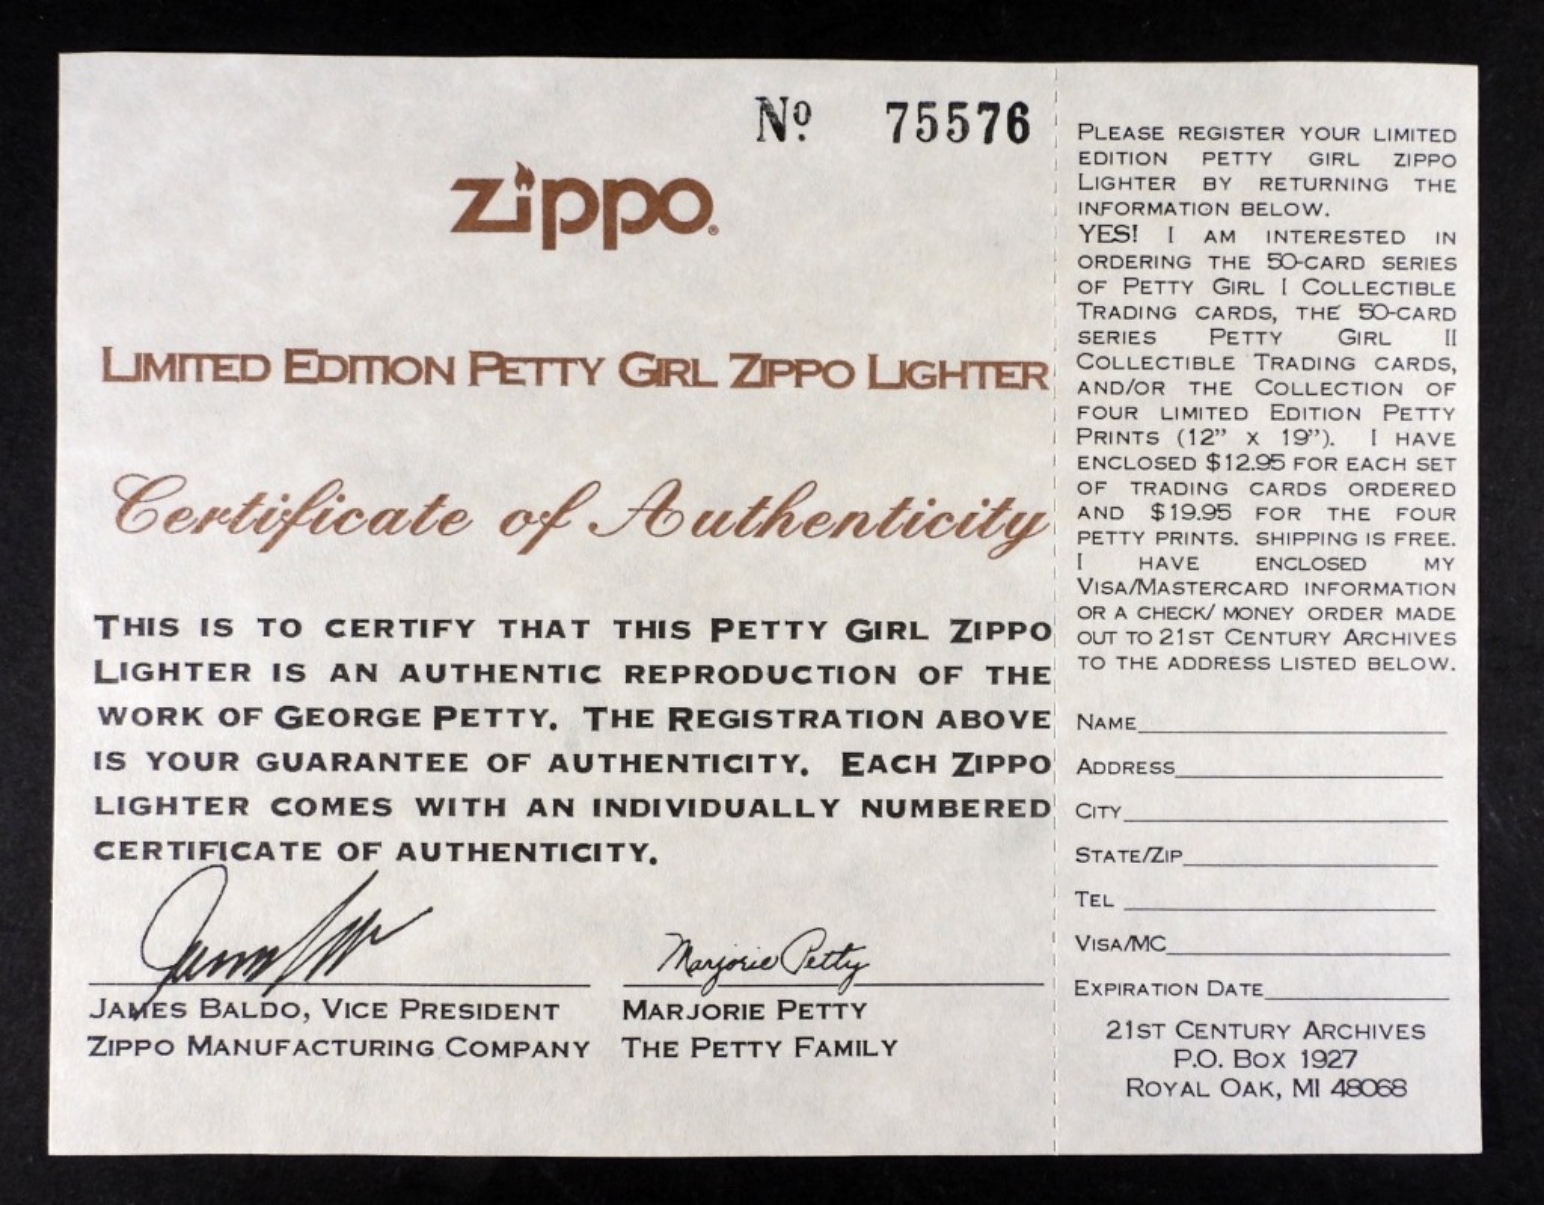 Nº 75576
zippo®
LIMITED EDITION PETTY GIRL ZIPPO LIGHTER
Certificate of Authenticity
THIS IS TO CERTIFY THAT THIS PETTY GIRL ZIPPO
LIGHTER IS AN AUTHENTIC REPRODUCTION OF THE
WORK OF GEORGE PETTY. THE REGISTRATION ABOVE
IS YOUR GUARANTEE OF AUTHENTICITY. EACH ZIPPO
LIGHTER COMES WITH AN INDIVIDUALLY NUMBERED
CERTIFICATE OF AUTHENTICITY.
Marjorie Petty
JAMES BALDO, VICE PRESIDENT
ZIPPO MANUFACTURING COMPANY
MARJORIE PETTY
THE PETTY FAMILY
PLEASE REGISTER YOUR LIMITED
EDITION PETTY GIRL ZIPPO
LIGHTER BY RETURNING THE
INFORMATION BELOW.
YES! I AM INTERESTED IN
ORDERING THE 50-CARD SERIES
OF PETTY GIRL I COLLECTIBLE
TRADING CARDS, THE 50-CARD
SERIES PETTY GIRL II
COLLECTIBLE TRADING CARDS,
AND/OR THE COLLECTION OF
FOUR LIMITED EDITION PETTY
PRINTS (12” X 19”). I HAVE
ENCLOSED $12.95 FOR EACH SET
OF TRADING CARDS ORDERED
AND $19.95 FOR THE FOUR
PETTY PRINTS. SHIPPING IS FREE.
I HAVE ENCLOSED MY
VISA/MASTERCARD INFORMATION
OR A CHECK/ MONEY ORDER MADE
OUT TO 21ST CENTURY ARCHIVES
TO THE ADDRESS LISTED BELOW.
NAME
ADDRESS
CITY
STATE/ZIP
TEL
VISA/MC
EXPIRATION DATE
21ST CENTURY ARCHIVES
P.O. BOX 1927
ROYAL OAK, MI 48068